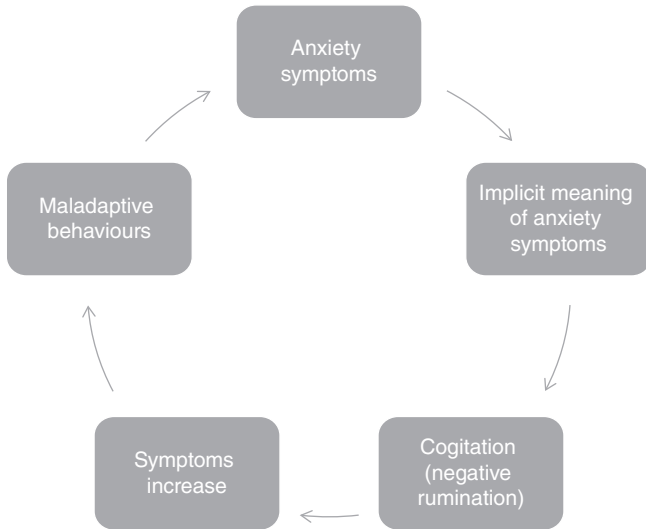 Anxiety
symptoms
Implicit meaning
of anxiety
symptoms
Cogitation
(negative
rumination)
Symptoms
increase
Maladaptive
behaviours